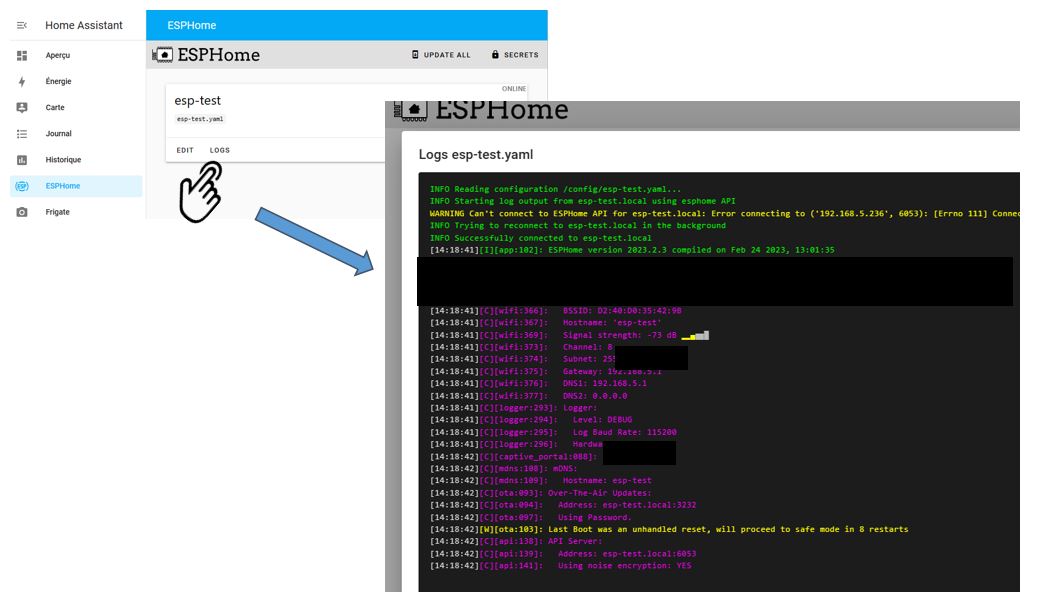 Home Assistant
Aperçu
Énergie
Carte
Journal
Historique
ESPHome
Frigate
ESPHome
ESPHome
UPDATE ALL
SECRETS
ONLINE
esp-test
esp-test.yaml
EDIT LOGS
ESPHome
Logs esp-test.yaml
INFO Reading configuration /config/esp-test.yaml...
INFO Starting log output from esp-test.local using esphome API
WARNING Can't connect to ESPHome API for esp-test.local: Error connecting to ('192.168.5.236', 6053): [Errno 111] Connec
INFO Trying to reconnect to esp-test.local in the background
INFO Successfully connected to esp-test.local
[14:18:41][I][app:102]: ESPHome version 2023.2.3 compiled on Feb 24 2023, 13:01:35
[14:18:41][C][wifi:366]: BSSID: D2:40:D0:35:42:9B
[14:18:41][C][wifi:367]: Hostname: 'esp-test'
[14:18:41][C][wifi:369]: Signal strength: -73 dB ▂▄▆█
[14:18:41][C][wifi:373]: Channel: 8
[14:18:41][C][wifi:374]: Subnet: 255
[14:18:41][C][wifi:375]: Gateway: 192.168.5.1
[14:18:41][C][wifi:376]: DNS1: 192.168.5.1
[14:18:41][C][wifi:377]: DNS2: 0.0.0.0
[14:18:41][C][logger:293]: Logger:
[14:18:41][C][logger:294]: Level: DEBUG
[14:18:41][C][logger:295]: Log Baud Rate: 115200
[14:18:41][C][logger:296]: Hardwa
[14:18:42][C][captive_portal:088]:
[14:18:42][C][mdns:108]: mDNS:
[14:18:42][C][mdns:109]: Hostname: esp-test
[14:18:42][C][ota:093]: Over-The-Air Updates:
[14:18:42][C][ota:094]: Address: esp-test.local:3232
[14:18:42][C][ota:097]: Using Password.
[14:18:42][W][ota:103]: Last Boot was an unhandled reset, will proceed to safe mode in 8 restarts
[14:18:42][C][api:138]: API Server:
[14:18:42][C][api:139]: Address: esp-test.local:6053
[14:18:42][C][api:141]: Using noise encryption: YES